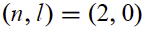 (n, l) = (2, 0)